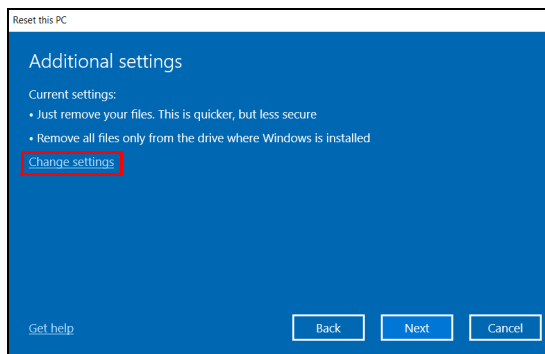 Reset this PC
Additional settings
Current settings:
• Just remove your files. This is quicker, but less secure
• Remove all files only from the drive where Windows is installed
Change settings
Get help
Back
Next
Cancel